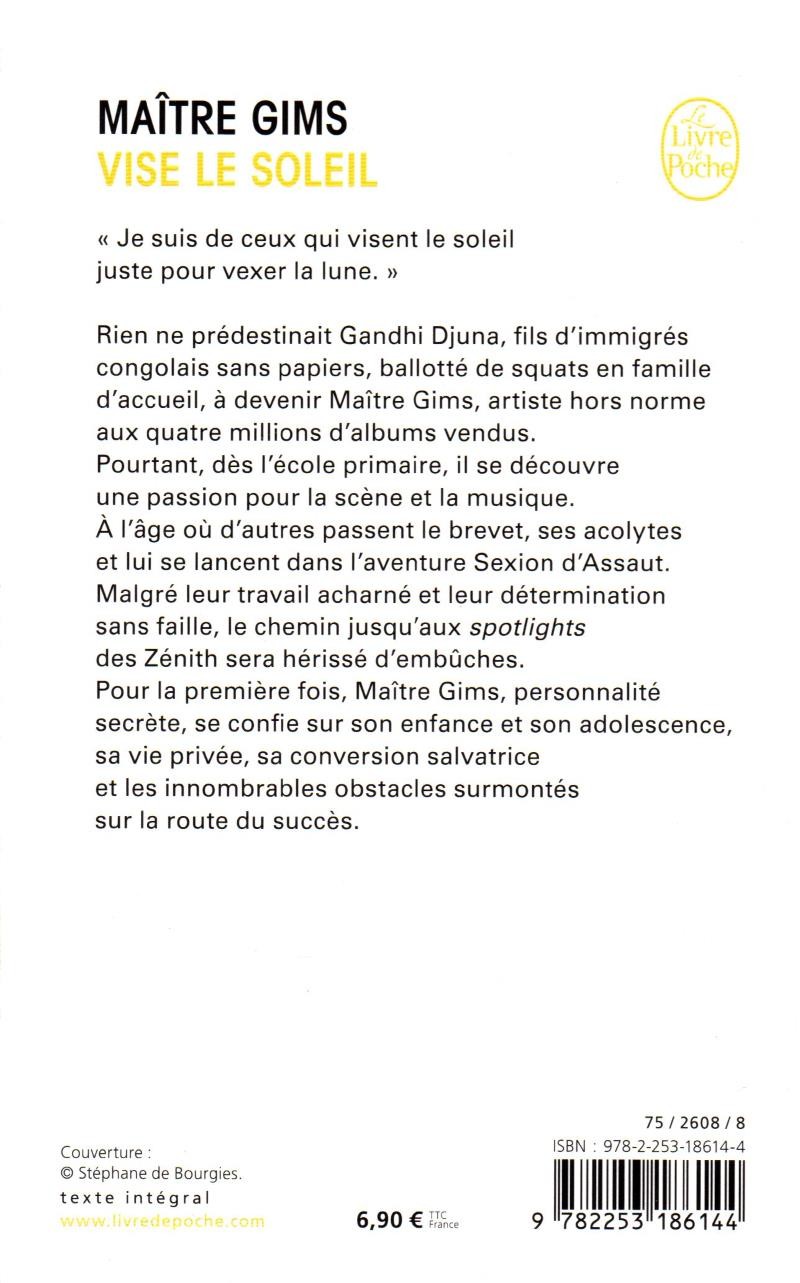 MAÎTRE GIMS
VISE LE SOLEIL
Le
Livre
de
Poche
« Je suis de ceux qui visent le soleil
juste pour vexer la lune. »
Rien ne prédestinait Gandhi Djuna, fils d’immigrés
congolais sans papiers, ballotté de squats en famille
d’accueil, à devenir Maître Gims, artiste hors norme
aux quatre millions d’albums vendus.
Pourtant, dès l’école primaire, il se découvre
une passion pour la scène et la musique.
À l’âge où d’autres passent le brevet, ses acolytes
et lui se lancent dans l’aventure Sexion d’Assaut.
Malgré leur travail acharné et leur détermination
sans faille, le chemin jusqu’aux spotlights
des Zénith sera hérissé d’embûches.
Pour la première fois, Maître Gims, personnalité
secrète, se confie sur son enfance et son adolescence,
sa vie privée, sa conversion salvatrice
et les innombrables obstacles surmontés
sur la route du succès.
Couverture :
© Stéphane de Bourgies.
texte intégral
www.livredepoche.com
6,90 € TTC
France
75 / 2608 / 8
ISBN : 978-2-253-18614-4
9 782253 186144